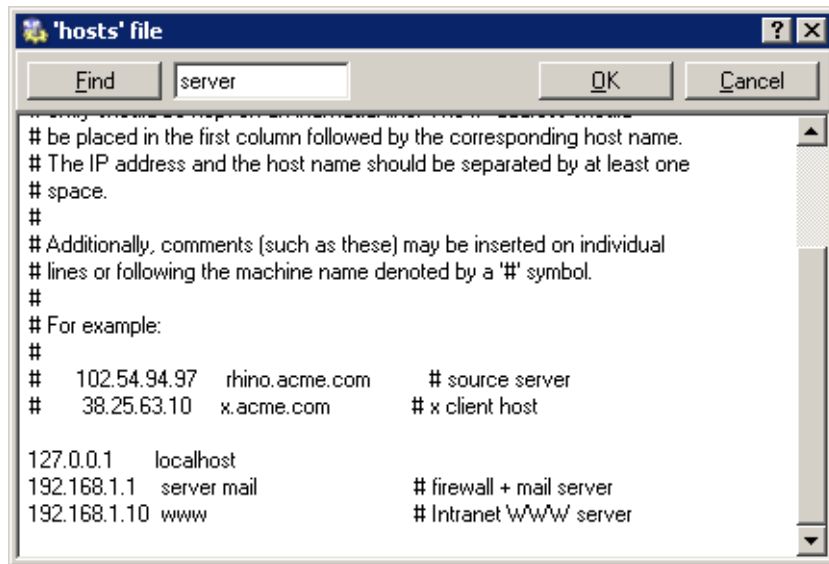 'hosts' file
Find server OK Cancel
# be placed in the first column followed by the corresponding host name.
# The IP address and the host name should be separated by at least one
# space.
#
# Additionally, comments (such as these) may be inserted on individual
# lines or following the machine name denoted by a '#' symbol.
#
# For example:
#
# 102.54.94.97 rhino.acme.com # source server
# 38.25.63.10 x.acme.com # x client host
127.0.0.1 localhost
192.168.1.1 server mail # firewall + mail server
192.168.1.10 www # Intranet WWW server